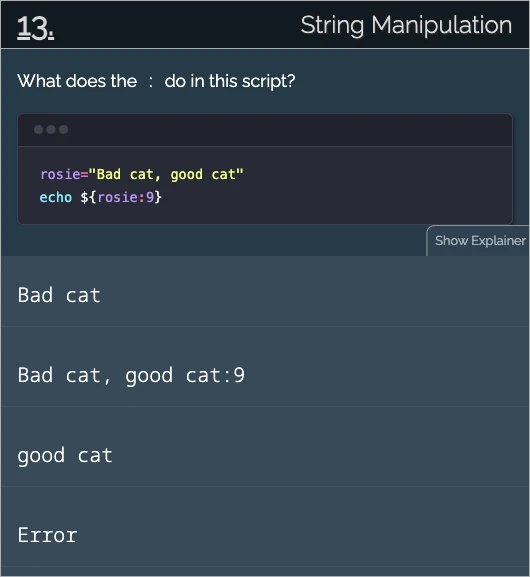 13. String Manipulation
What does the : do in this script?
rosie="Bad cat, good cat"
echo ${rosie:9}
Show Explainer
Bad cat
Bad cat, good cat:9
good cat
Error